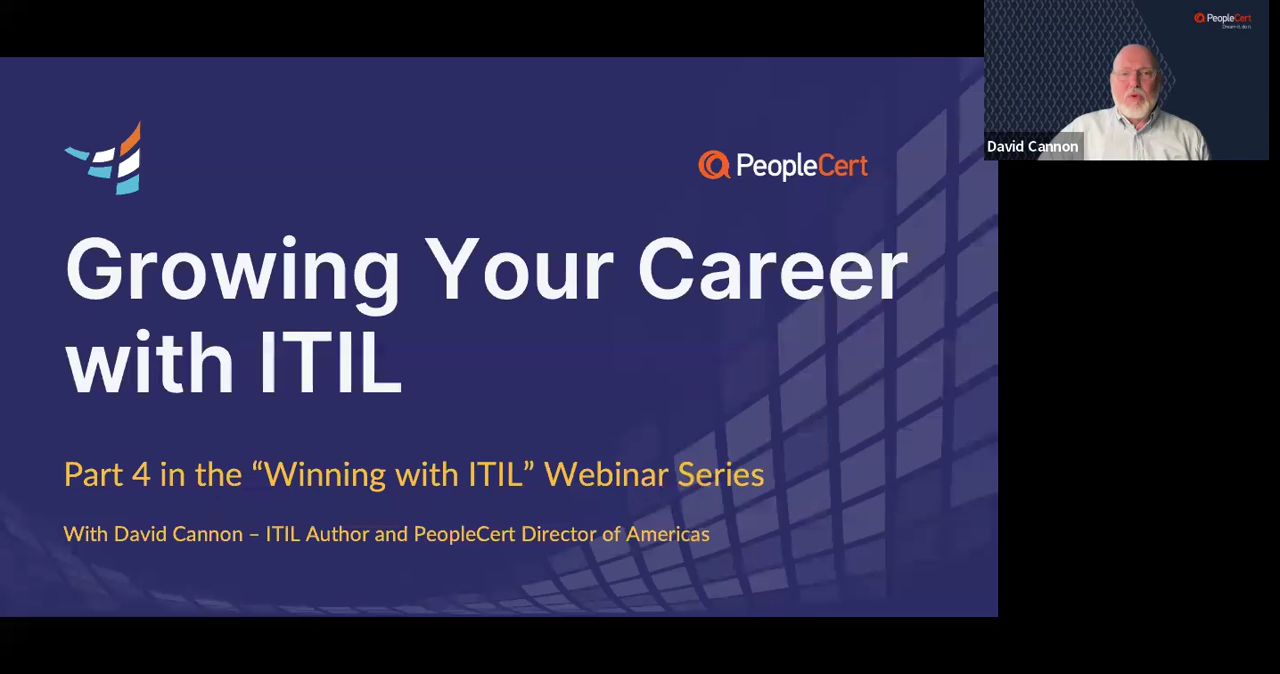 PeopleCert
David Cannon
PeopleCert
Growing Your Career
with ITIL
Part 4 in the “Winning with ITIL” Webinar Series
With David Cannon – ITIL Author and PeopleCert Director of Americas